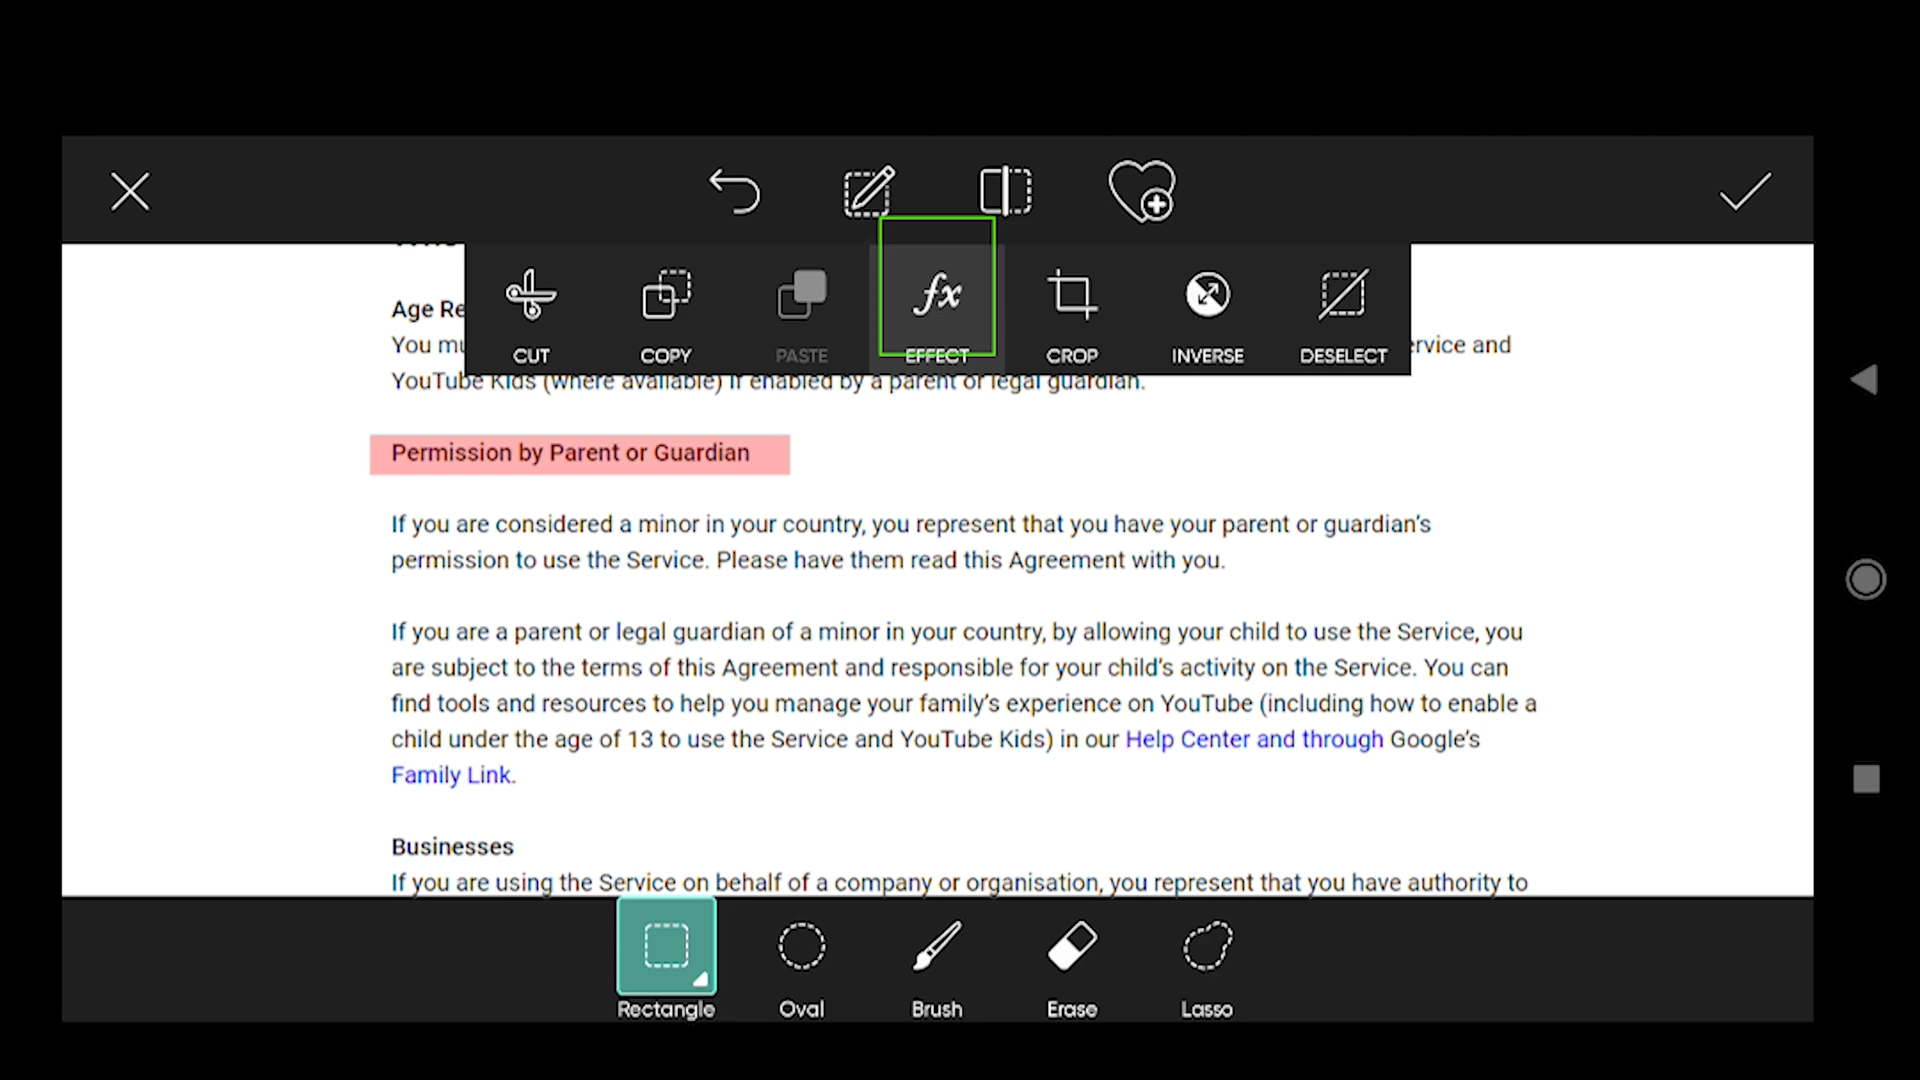 CUT COPY PASTE EFFECT CROP INVERSE DESELECT
Age Re
You mu ervice and
YouTube Kids (where available) if enabled by a parent or legal guardian.
Permission by Parent or Guardian
If you are considered a minor in your country, you represent that you have your parent or guardian’s
permission to use the Service. Please have them read this Agreement with you.
If you are a parent or legal guardian of a minor in your country, by allowing your child to use the Service, you
are subject to the terms of this Agreement and responsible for your child’s activity on the Service. You can
find tools and resources to help you manage your family’s experience on YouTube (including how to enable a
child under the age of 13 to use the Service and YouTube Kids) in our Help Center and through Google’s
Family Link.
Businesses
If you are using the Service on behalf of a company or organisation, you represent that you have authority to
Rectangle Oval Brush Erase Lasso